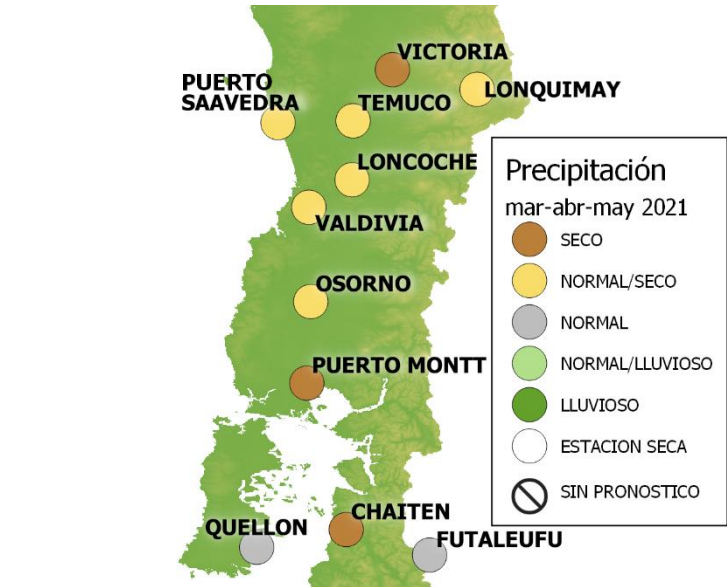 VICTORIA
PUERTO
SAAVEDRA
TEMUCO
LONQUIMAY
LONCOCHE
VALDIVIA
OSORNO
PUERTO MONTT
CHAITEN
QUELLON
FUTALEUFU
Precipitación
mar-abr-may 2021
SECO
NORMAL/SECO
NORMAL
NORMAL/LLUVIOSO
LLUVIOSO
ESTACION SECA
SIN PRONOSTICO